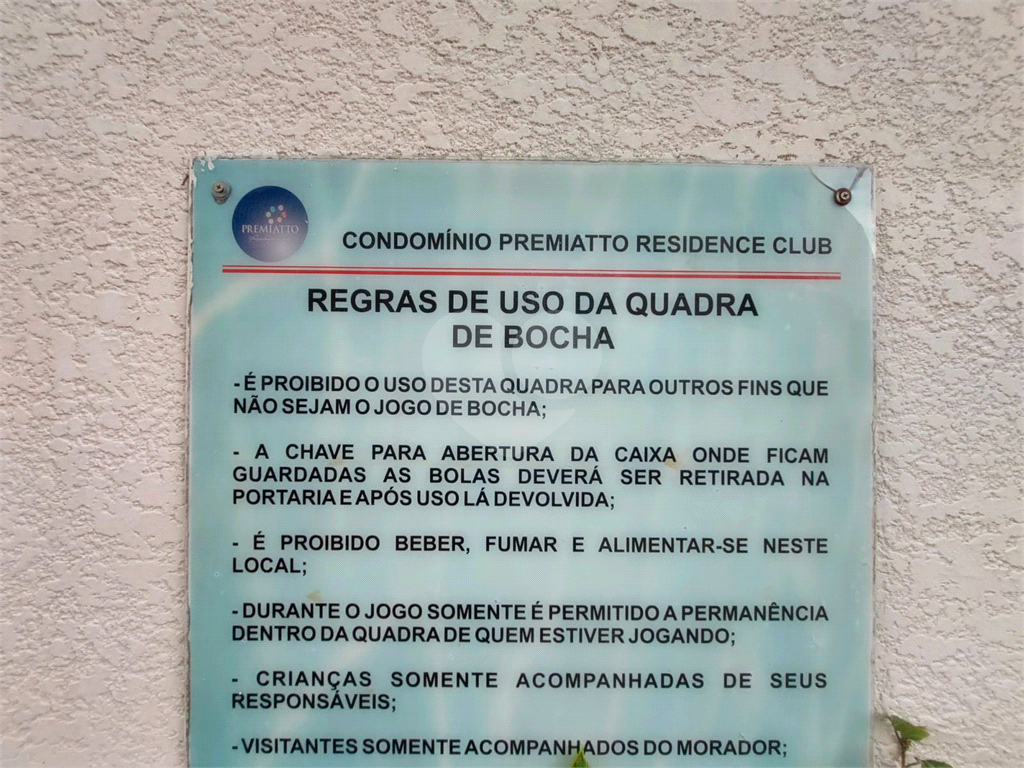 PREMIATTO
CONDOMÍNIO PREMIATTO RESIDENCE CLUB
REGRAS DE USO DA QUADRA
DE BOCHA
- É PROIBIDO O USO DESTA QUADRA PARA OUTROS FINS QUE
NÃO SEJAM O JOGO DE BOCHA;
- A CHAVE PARA ABERTURA DA CAIXA ONDE FICAM
GUARDADAS AS BOLAS DEVERÁ SER RETIRADA NA
PORTARIA E APÓS USO LÁ DEVOLVIDA;
- É PROIBIDO BEBER, FUMAR E ALIMENTAR-SE NESTE
LOCAL;
- DURANTE O JOGO SOMENTE É PERMITIDO A PERMANÊNCIA
DENTRO DA QUADRA DE QUEM ESTIVER JOGANDO;
- CRIANÇAS SOMENTE ACOMPANHADAS DE SEUS
RESPONSÁVEIS;
- VISITANTES SOMENTE ACOMPANHADOS DO MORADOR;